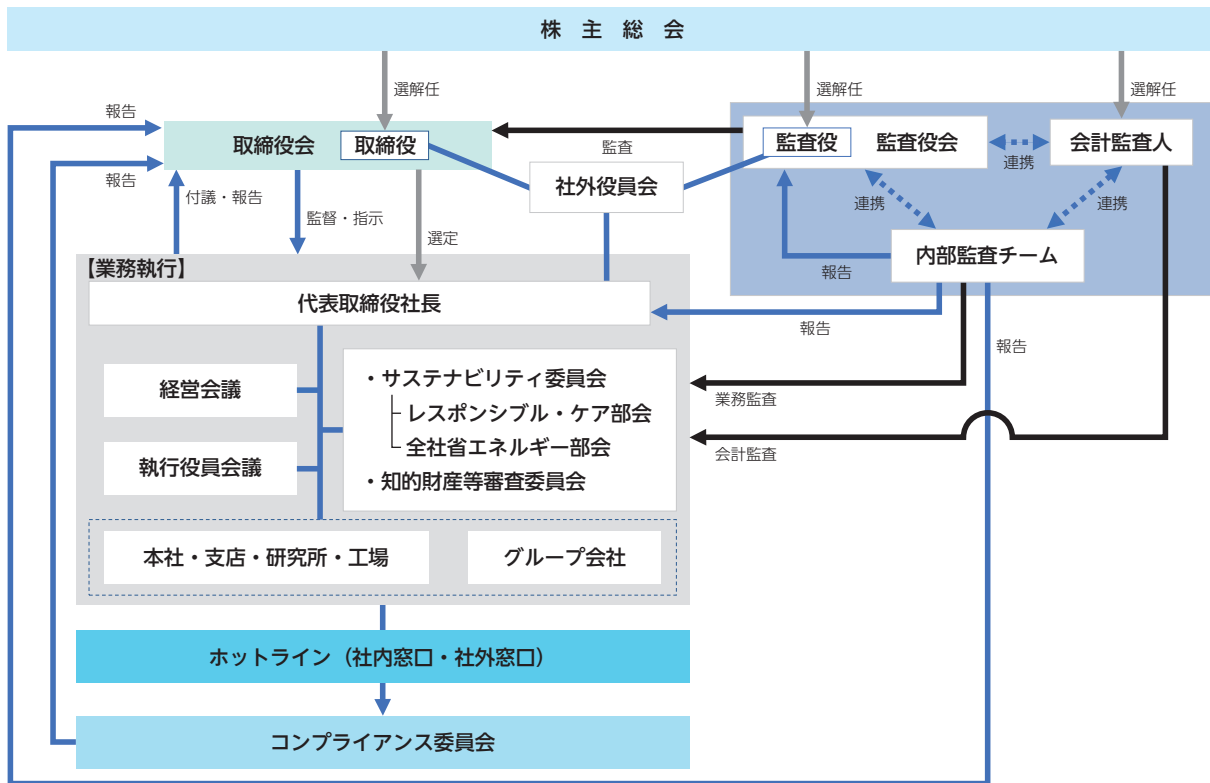 株 主 総 会
選解任
選解任
選解任
報告
取締役会
取締役
監査
監査役
監査役会
連携
会計監査人
報告
付議・報告
監督・指示
選定
社外役員会
連携
連携
内部監査チーム
報告
【業務執行】
代表取締役社長
報告
報告
経営会議
執行役員会議
・サステナビリティ委員会
レスポンシブル・ケア部会
全社省エネルギー部会
・知的財産等審査委員会
業務監査
会計監査
本社・支店・研究所・工場
グループ会社
ホットライン（社内窓口・社外窓口）
コンプライアンス委員会